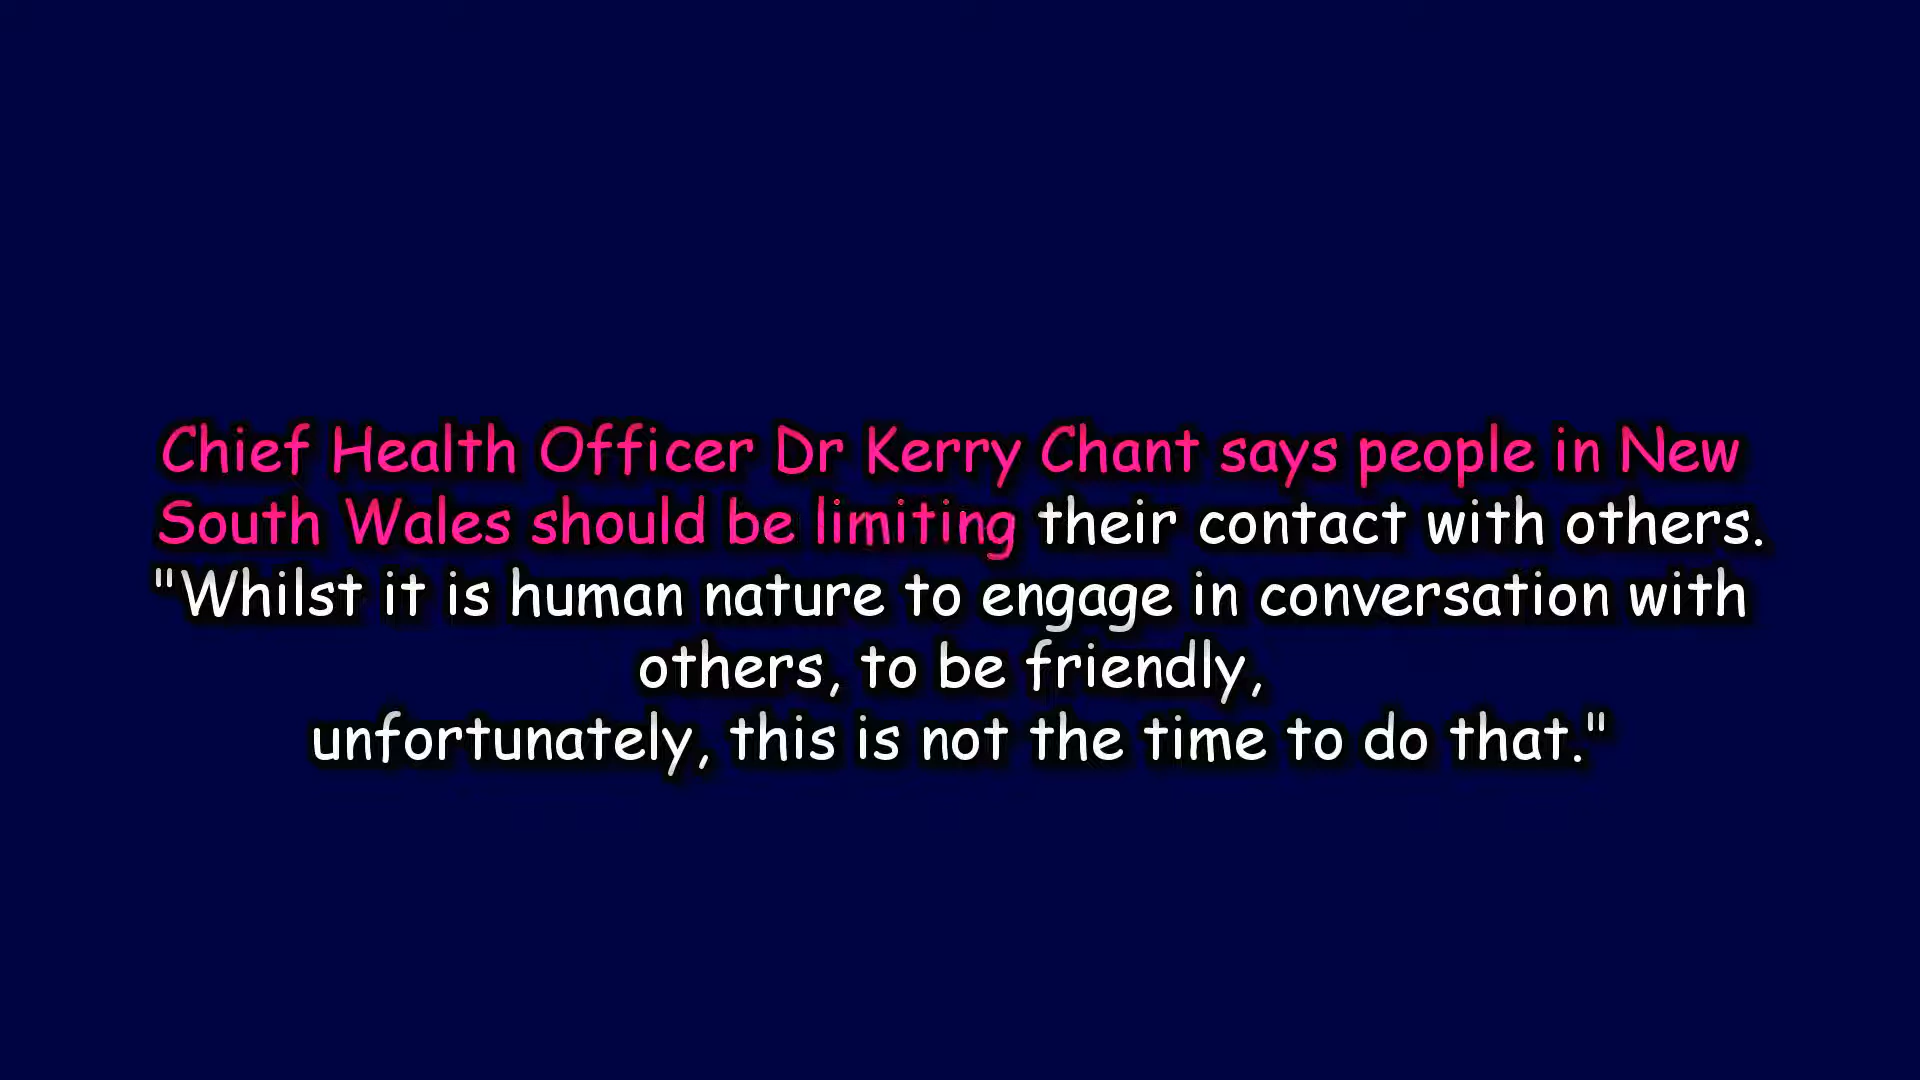 Chief Health Officer Dr Kerry Chant says people in New
South Wales should be limiting their contact with others.
"Whilst it is human nature to engage in conversation with
others, to be friendly,
unfortunately, this is not the time to do that."